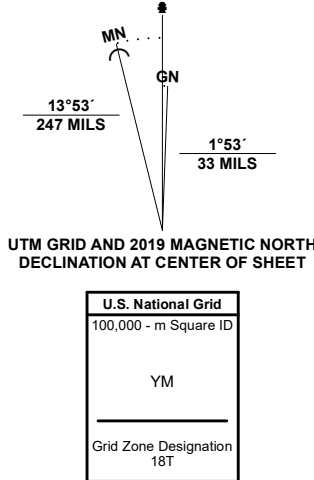 MN
GN
13°53´
247 MILS
1°53´
33 MILS
UTM GRID AND 2019 MAGNETIC NORTH
DECLINATION AT CENTER OF SHEET
U.S. National Grid
100,000 - m Square ID
YM
Grid Zone Designation
18T